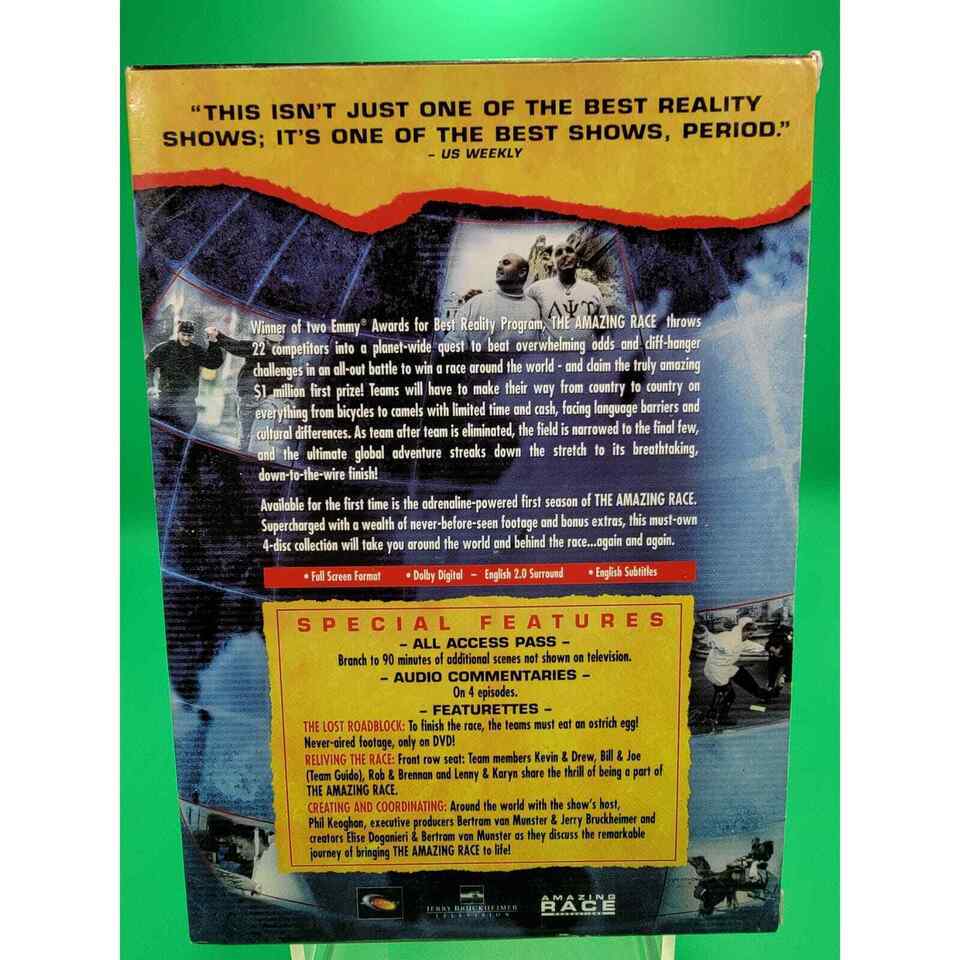 “THIS ISN'T JUST ONE OF THE BEST REALITY
SHOWS; IT'S ONE OF THE BEST SHOWS, PERIOD.”
– US WEEKLY
ΛΨΥ
Winner of two Emmy® Awards for Best Reality Program, THE AMAZING RACE throws
22 competitors into a planet-wide quest to beat overwhelming odds and cliff-hanger
challenges in an all-out battle to win a race around the world - and claim the truly amazing
$1 million first prize! Teams will have to make their way from country to country on
everything from bicycles to camels with limited time and cash, facing language barriers and
cultural differences. As team after team is eliminated, the field is narrowed to the final few,
and the ultimate global adventure streaks down the stretch to its breathtaking,
down-to-the-wire finish!
Available for the first time is the adrenaline-powered first season of THE AMAZING RACE.
Supercharged with a wealth of never-before-seen footage and bonus extras, this must-own
4-disc collection will take you around the world and behind the race...again and again.
• Full Screen Format • Dolby Digital – English 2.0 Surround • English Subtitles
SPECIAL FEATURES
– ALL ACCESS PASS –
Branch to 90 minutes of additional scenes not shown on television.
– AUDIO COMMENTARIES –
On 4 episodes.
– FEATURETTES –
THE LOST ROADBLOCK: To finish the race, the teams must eat an ostrich egg!
Never-aired footage, only on DVD!
RELIVING THE RACE: Front row seat: Team members Kevin & Drew, Bill & Joe
(Team Guido), Rob & Brennan and Lenny & Karyn share the thrill of being a part of
THE AMAZING RACE.
CREATING AND COORDINATING: Around the world with the show's host,
Phil Keoghan, executive producers Bertram van Munster & Jerry Bruckheimer and
creators Elise Doganieri & Bertram van Munster as they discuss the remarkable
journey of bringing THE AMAZING RACE to life!
JERRY BRUCKHEIMER
TELEVISION
AMAZING
RACE
PRODUCTIONS